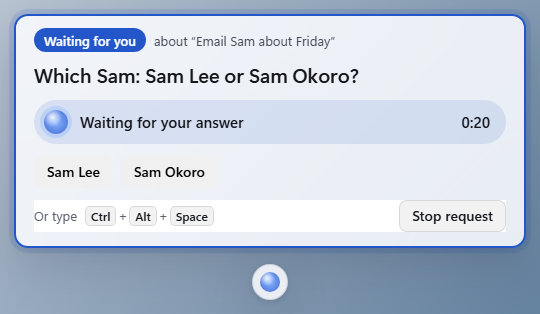 Waiting for you about “Email Sam about Friday”
Which Sam: Sam Lee or Sam Okoro?
Waiting for your answer 0:20
Sam Lee Sam Okoro
Or type Ctrl + Alt + Space Stop request